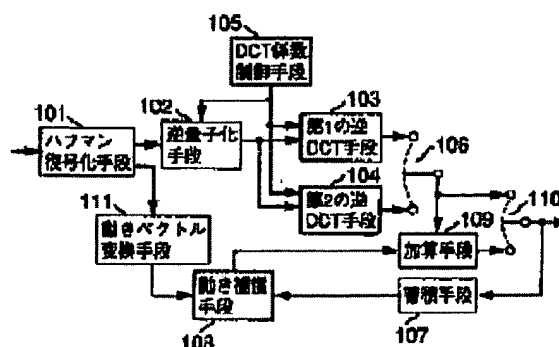 105
DCT係数
制御手段
101
ハフマン
復号化手段
102
逆量子化
手段
103
第1の逆
DCT手段
106
104
第2の逆
DCT手段
111
動きベクトル
変換手段
109
加算手段
110
動き補償
手段
108
蓄積手段
107